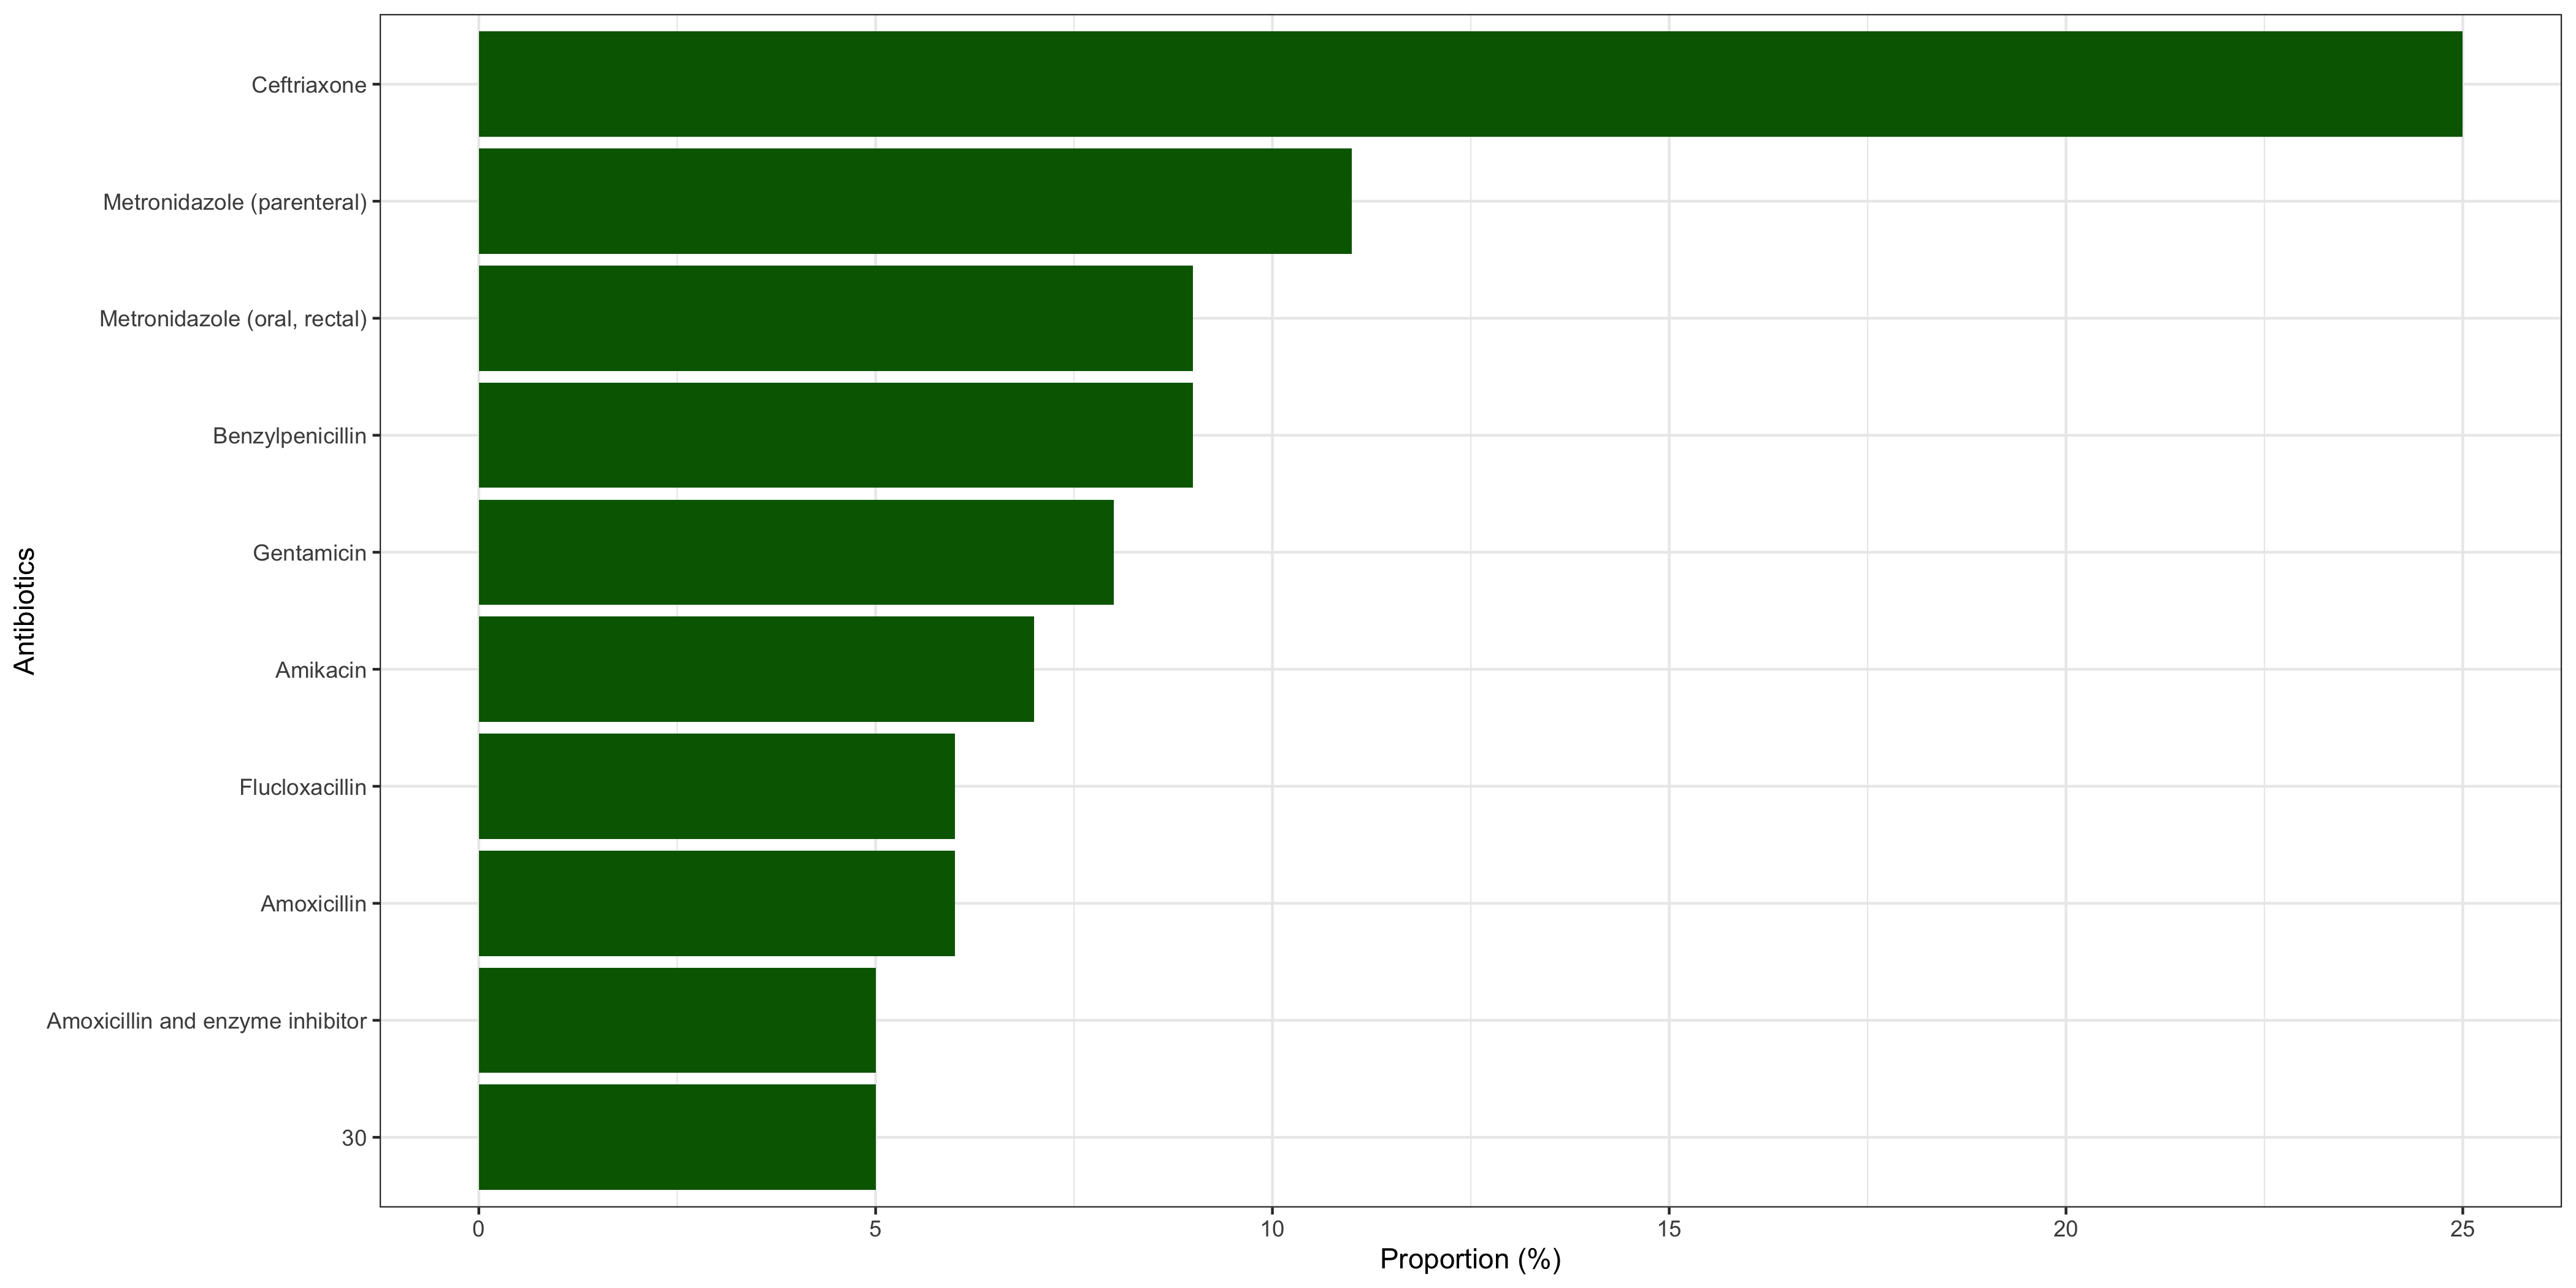 Ceftriaxone
Metronidazole (parenteral)
Metronidazole (oral, rectal)
Benzylpenicillin
Gentamicin
Amikacin
Flucloxacillin
Amoxicillin
Amoxicillin and enzyme inhibitor
30
Antibiotics
0 5 10 15 20 25
Proportion (%)